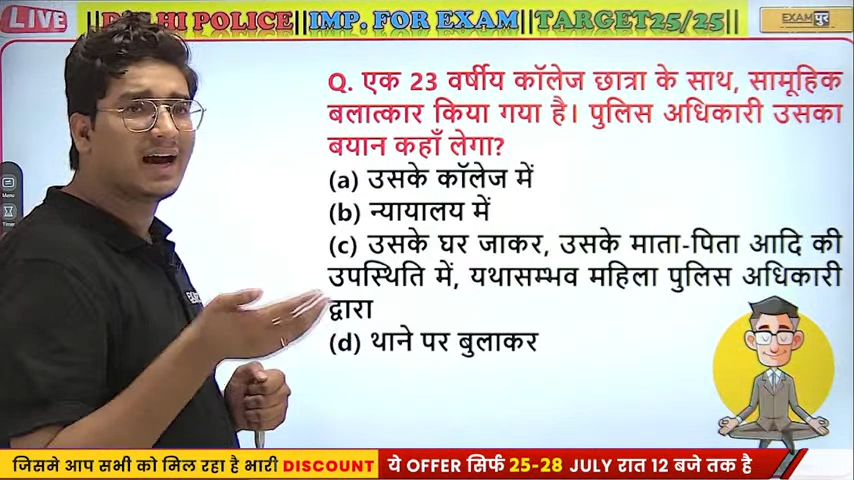 LIVE DELHI POLICE||IMP. FOR EXAM||TARGET25/25|| EXAMपुर
Q. एक 23 वर्षीय कॉलेज छात्रा के साथ, सामूहिक
बलात्कार किया गया है। पुलिस अधिकारी उसका
बयान कहाँ लेगा?
(a) उसके कॉलेज में
(b) न्यायालय में
(c) उसके घर जाकर, उसके माता-पिता आदि की
उपस्थिति में, यथासम्भव महिला पुलिस अधिकारी
द्वारा
(d) थाने पर बुलाकर
Menu
Timer
जिसमे आप सभी को मिल रहा है भारी DISCOUNT ये OFFER सिर्फ 25-28 JULY रात 12 बजे तक है